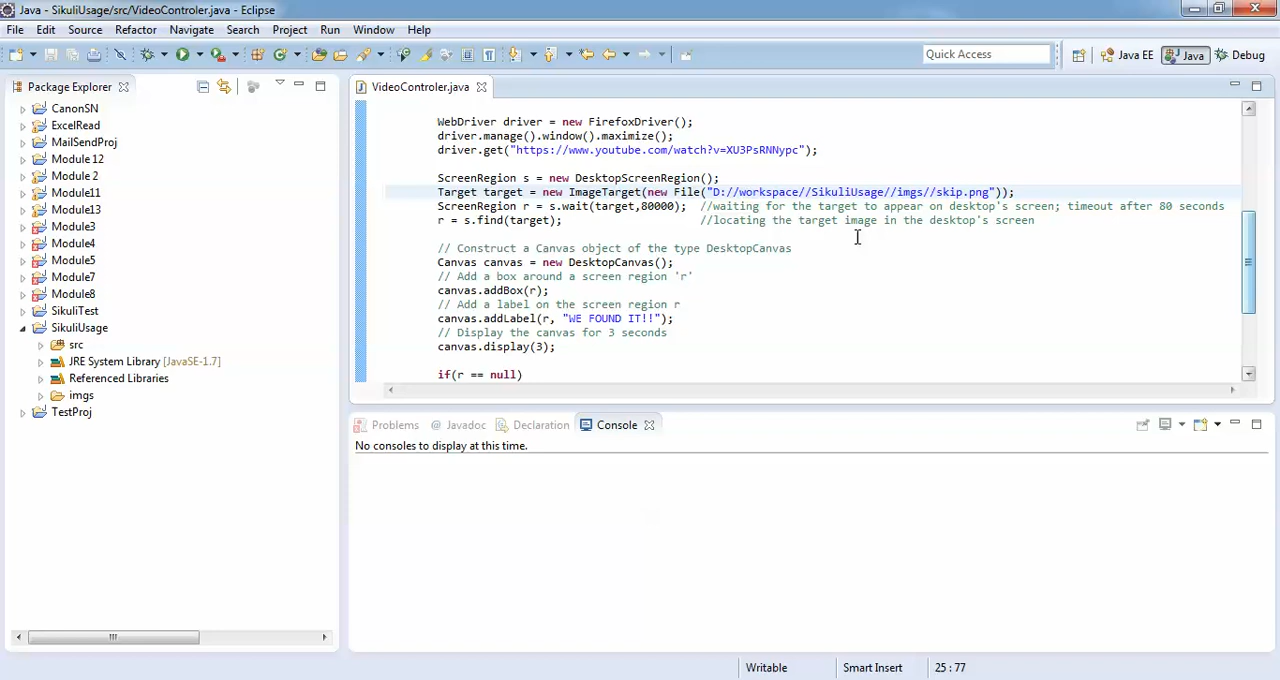 Java - SikuliUsage/src/VideoControler.java - Eclipse
File Edit Source Refactor Navigate Search Project Run Window Help
Quick Access Java EE Java Debug
Package Explorer
CanonSN
ExcelRead
MailSendProj
Module 12
Module 2
Module11
Module13
Module3
Module4
Module5
Module7
Module8
SikuliTest
SikuliUsage
src
JRE System Library [JavaSE-1.7]
Referenced Libraries
imgs
TestProj
VideoControler.java
WebDriver driver = new FirefoxDriver();
driver.manage().window().maximize();
driver.get("https://www.youtube.com/watch?v=XU3PsRNNypc");
ScreenRegion s = new DesktopScreenRegion();
Target target = new ImageTarget(new File("D://workspace//SikuliUsage//imgs//skip.png"));
ScreenRegion r = s.wait(target,80000); //waiting for the target to appear on desktop's screen; timeout after 80 seconds
r = s.find(target); //locating the target image in the desktop's screen
// Construct a Canvas object of the type DesktopCanvas
Canvas canvas = new DesktopCanvas();
// Add a box around a screen region 'r'
canvas.addBox(r);
// Add a label on the screen region r
canvas.addLabel(r, "WE FOUND IT!!");
// Display the canvas for 3 seconds
canvas.display(3);
if(r == null)
Problems @ Javadoc Declaration Console
No consoles to display at this time.
Writable Smart Insert 25 : 77